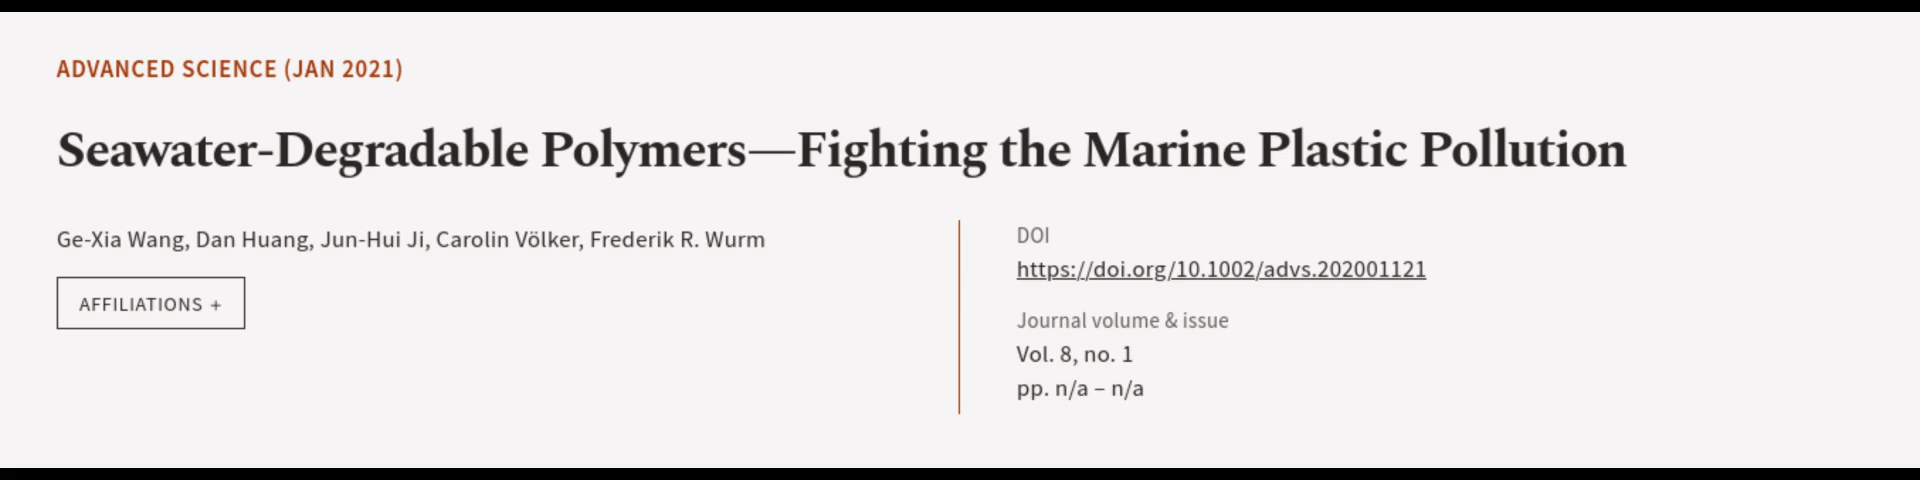 ADVANCED SCIENCE (JAN 2021)
Seawater-Degradable Polymers—Fighting the Marine Plastic Pollution
Ge-Xia Wang, Dan Huang, Jun-Hui Ji, Carolin Völker, Frederik R. Wurm
AFFILIATIONS +
DOI
https://doi.org/10.1002/advs.202001121
Journal volume & issue
Vol. 8, no. 1
pp. n/a – n/a